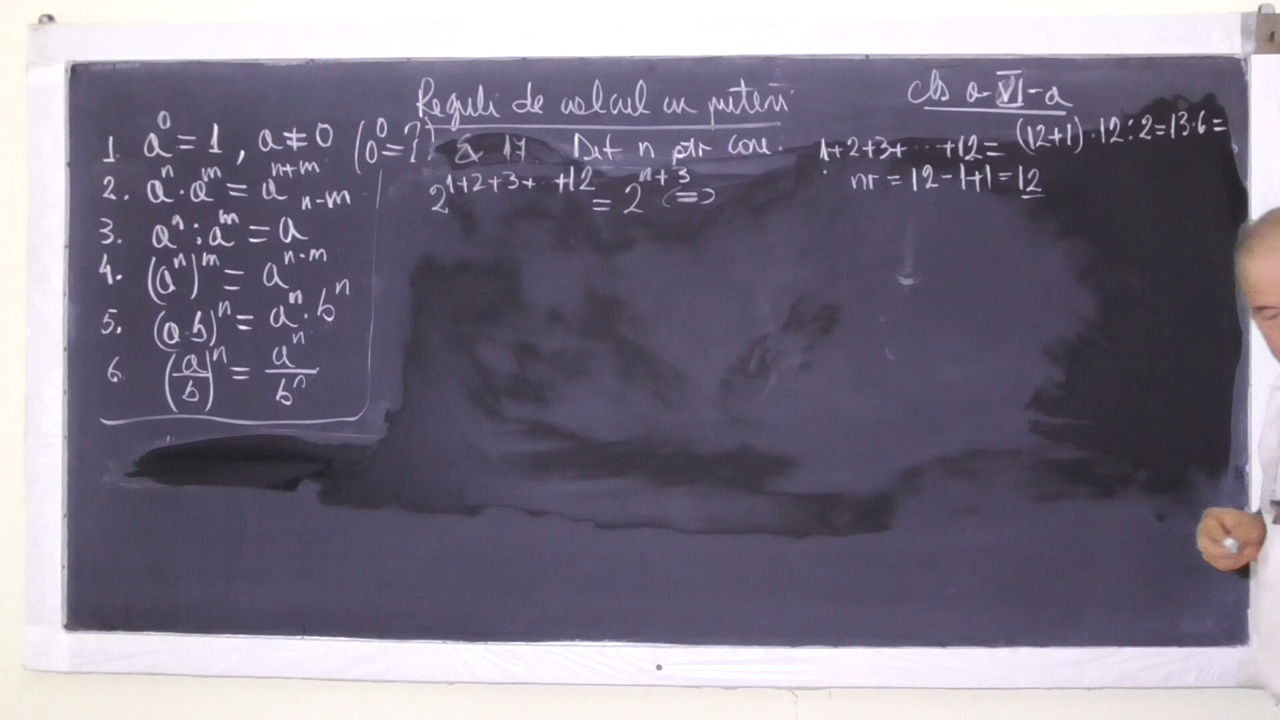 Reguli de calcul cu puteri
cls a-VI-a
1. a⁰ = 1, a ≠ 0 (0⁰ = ?)
2. aⁿ · aᵐ = aⁿ⁺ᵐ
3. aⁿ : aᵐ = aⁿ⁻ᵐ
4. (aⁿ)ᵐ = aⁿ·ᵐ
5. (a·b)ⁿ = aⁿ · bⁿ
6. (a/b)ⁿ = aⁿ/bⁿ
17 Det n ptr care:
2^(1+2+3+...+12) = 2^(n+3) (=)
1+2+3+...+12 = (12+1)·12:2 = 13·6 =
nr = 12-1+1 = 12